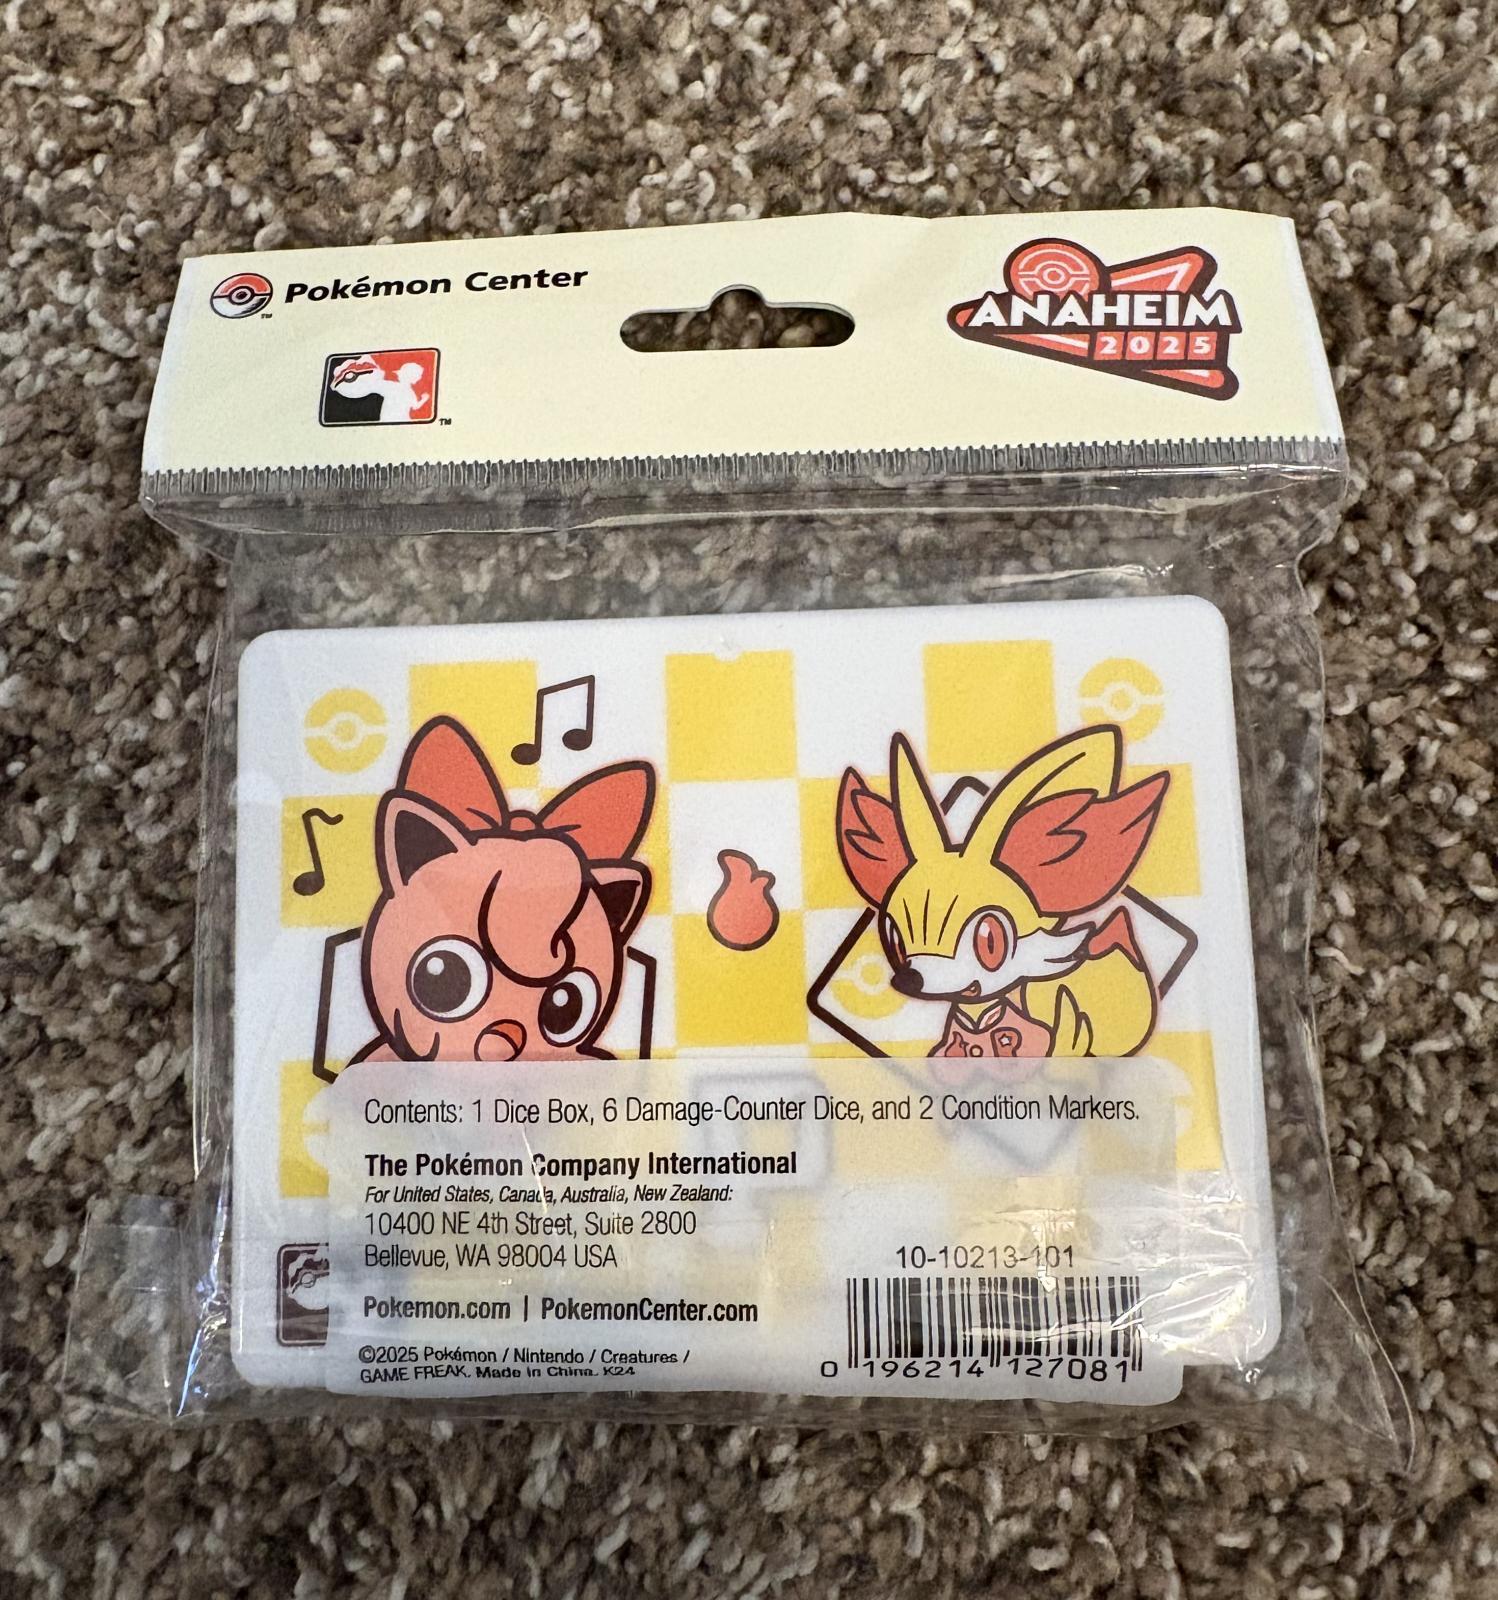 Pokémon Center
TM
TM
ANAHEIM
2025
Contents: 1 Dice Box, 6 Damage-Counter Dice, and 2 Condition Markers.
The Pokémon Company International
For United States, Canada, Australia, New Zealand:
10400 NE 4th Street, Suite 2800
Bellevue, WA 98004 USA
10-10213-101
Pokemon.com | PokemonCenter.com
©2025 Pokémon / Nintendo / Creatures /
GAME FREAK. Made in China. K24
0 196214 127081